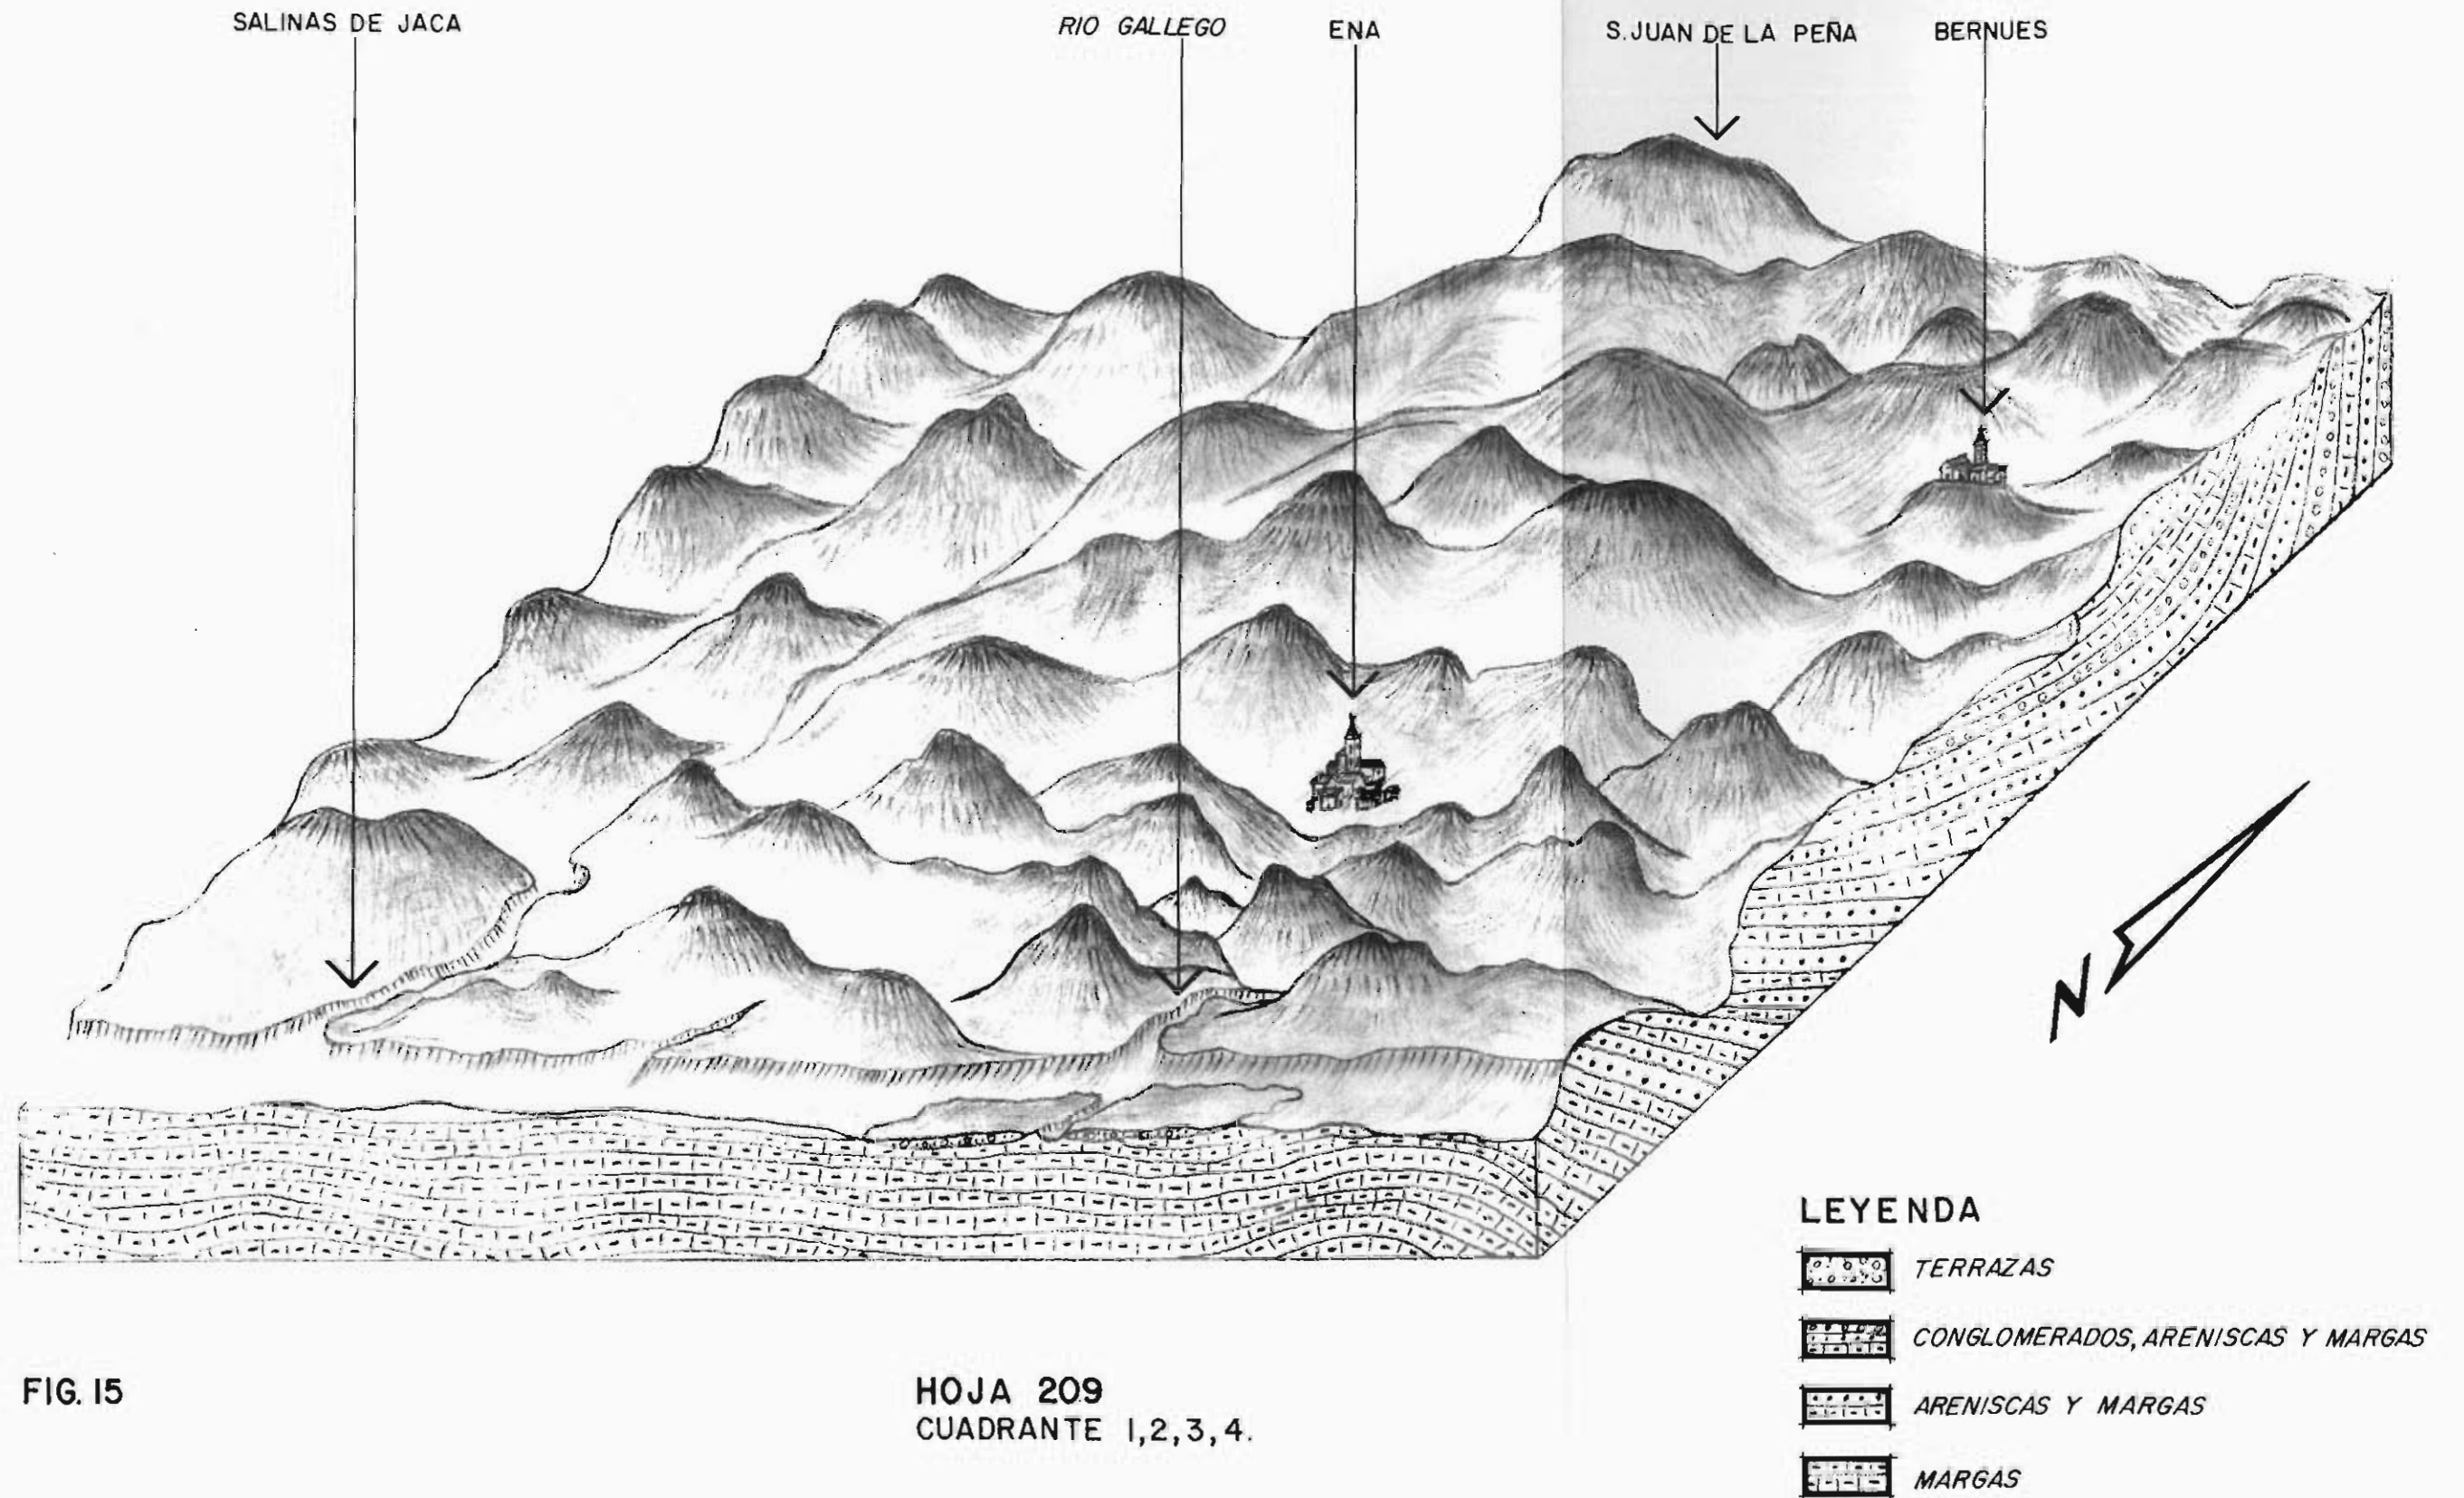 SALINAS DE JACA
RIO GALLEGO
ENA
S.JUAN DE LA PEÑA
BERNUES
N
LEYENDA
TERRAZAS
CONGLOMERADOS, ARENISCAS Y MARGAS
ARENISCAS Y MARGAS
MARGAS
FIG. 15
HOJA 209
CUADRANTE 1,2,3,4.